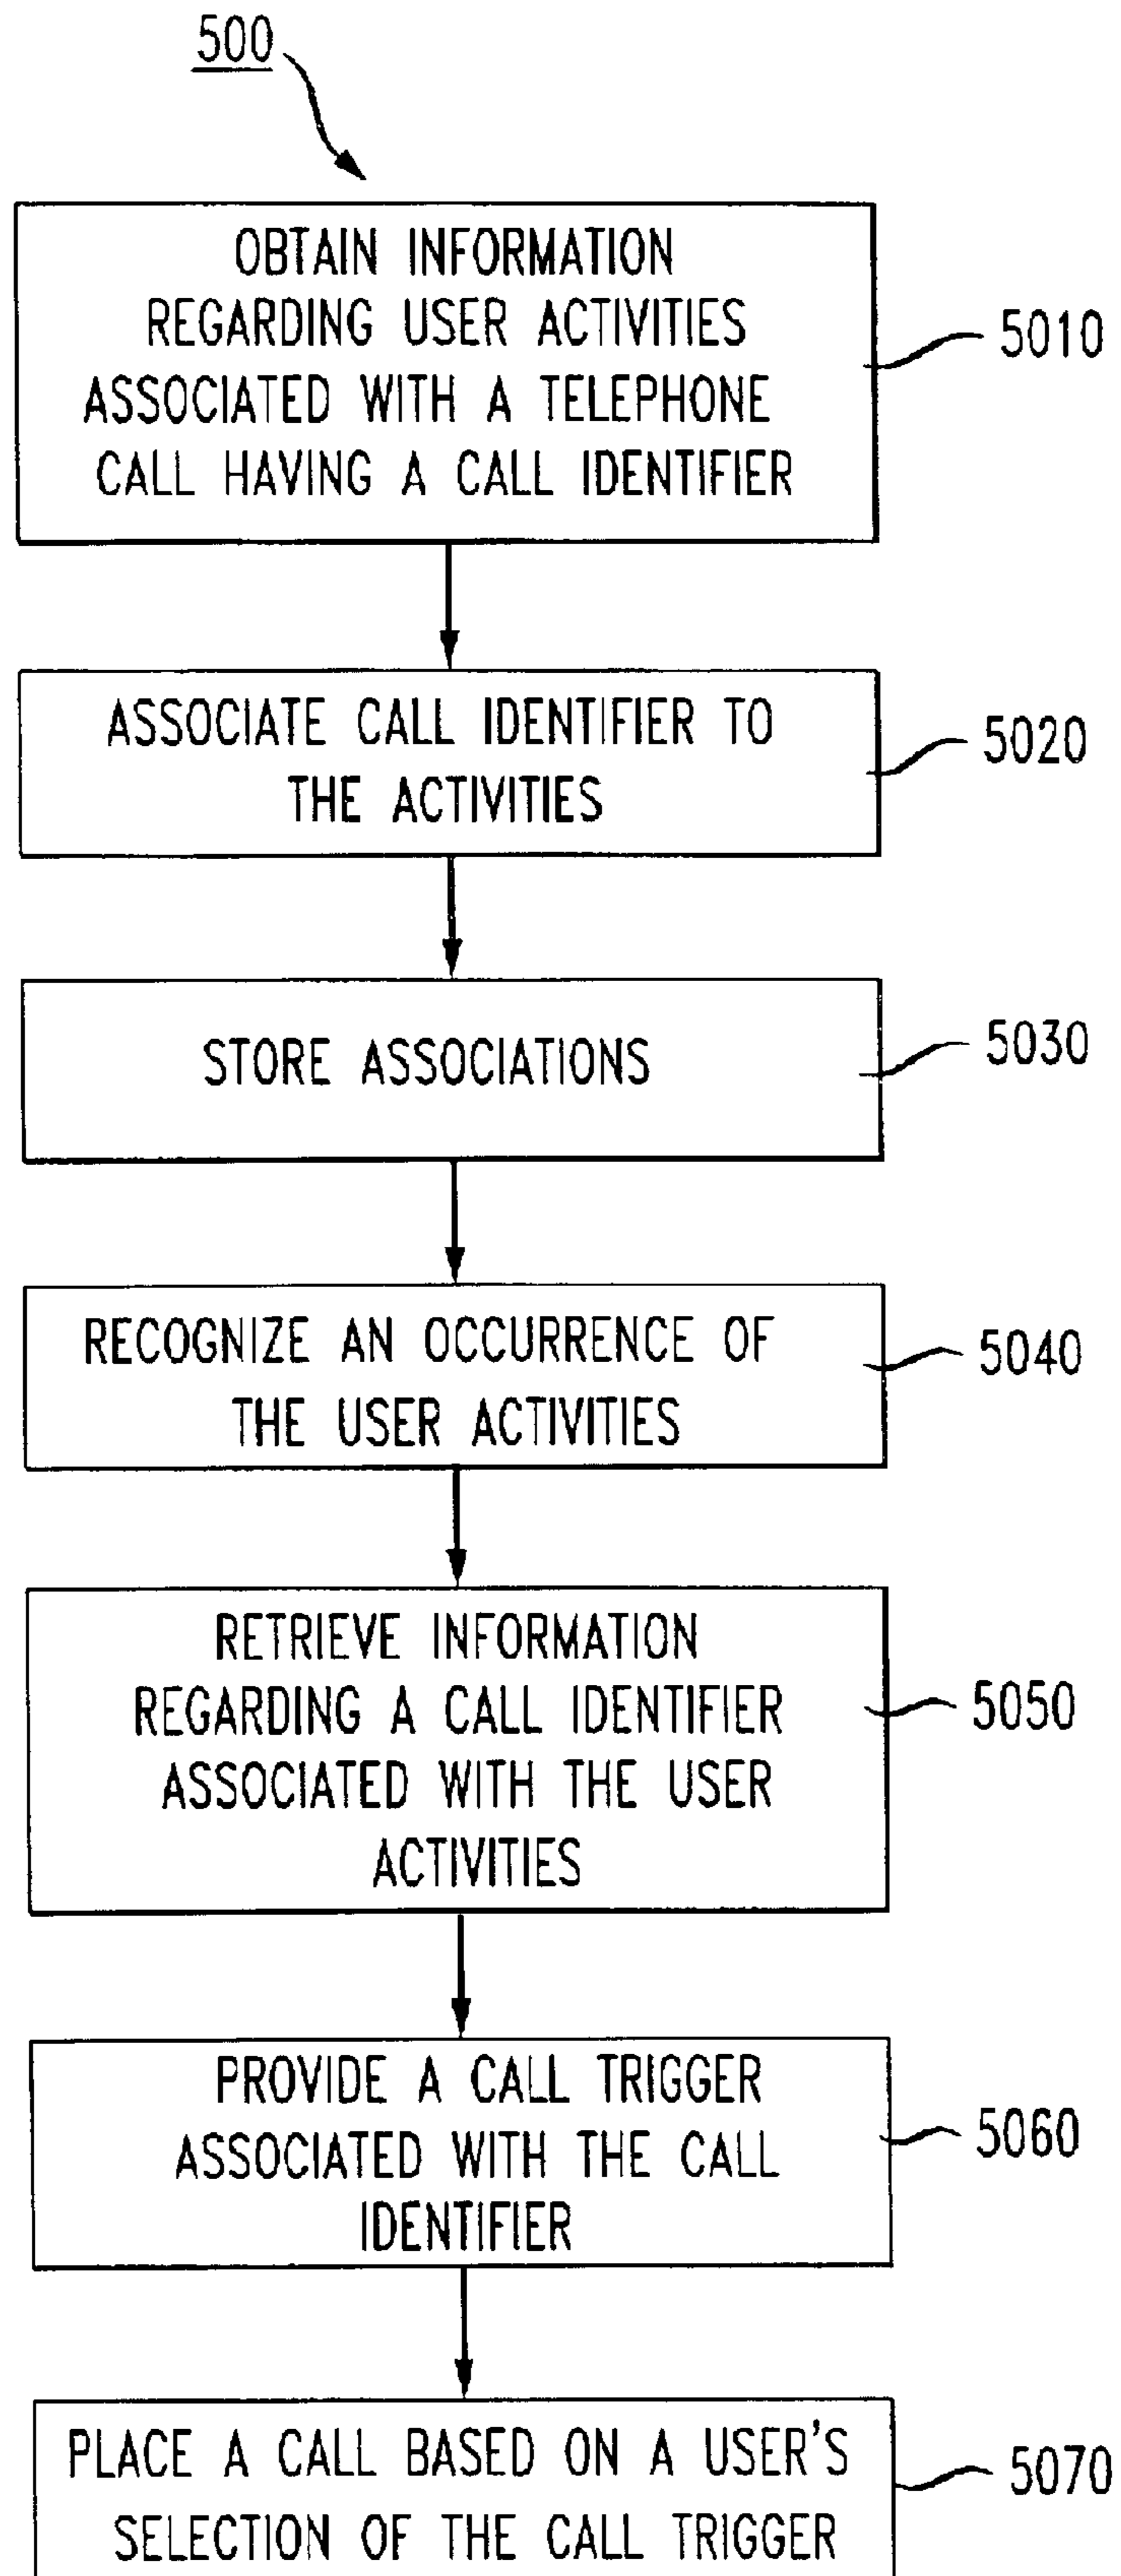 500
OBTAIN INFORMATION
REGARDING USER ACTIVITIES
ASSOCIATED WITH A TELEPHONE
CALL HAVING A CALL IDENTIFIER
5010
ASSOCIATE CALL IDENTIFIER TO
THE ACTIVITIES
5020
STORE ASSOCIATIONS
5030
RECOGNIZE AN OCCURRENCE OF
THE USER ACTIVITIES
5040
RETRIEVE INFORMATION
REGARDING A CALL IDENTIFIER
ASSOCIATED WITH THE USER
ACTIVITIES
5050
PROVIDE A CALL TRIGGER
ASSOCIATED WITH THE CALL
IDENTIFIER
5060
PLACE A CALL BASED ON A USER'S
SELECTION OF THE CALL TRIGGER
5070